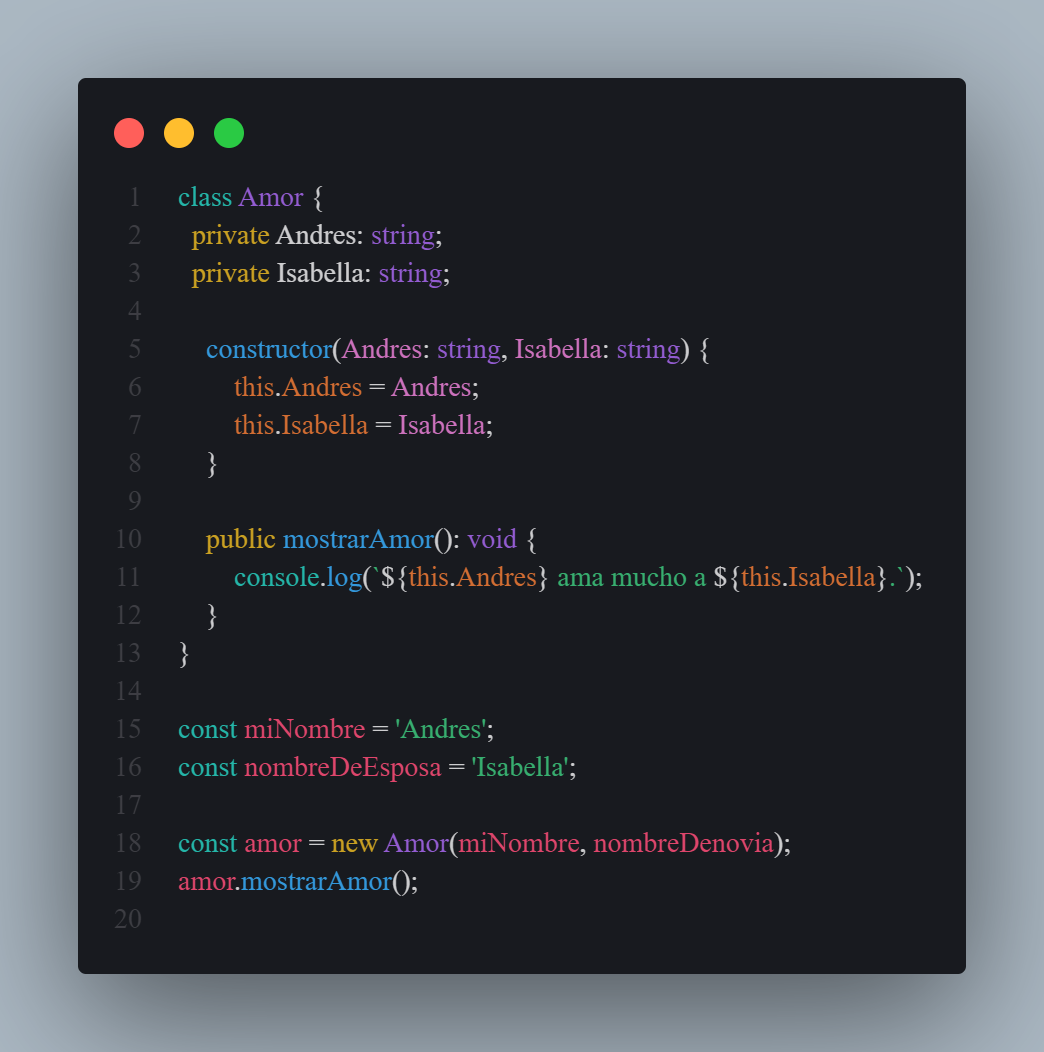 1 class Amor {
2 private Andres: string;
3 private Isabella: string;
4
5 constructor(Andres: string, Isabella: string) {
6 this.Andres = Andres;
7 this.Isabella = Isabella;
8 }
9
10 public mostrarAmor(): void {
11 console.log(`${this.Andres} ama mucho a ${this.Isabella}.`);
12 }
13 }
14
15 const miNombre = 'Andres';
16 const nombreDeEsposa = 'Isabella';
17
18 const amor = new Amor(miNombre, nombreDenovia);
19 amor.mostrarAmor();
20